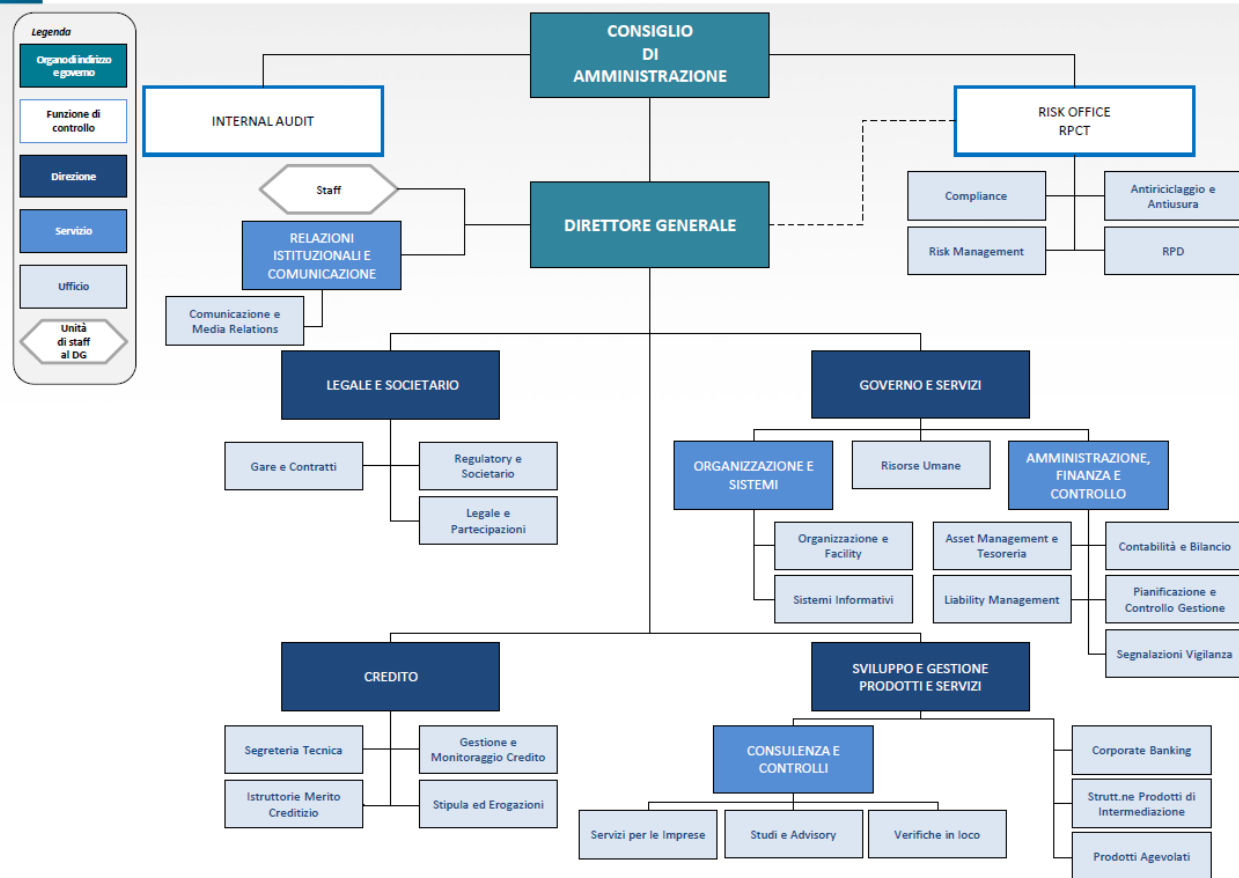 Legenda
Organo di indirizzo
e governo
Funzione di
controllo
Direzione
Servizio
Ufficio
Unità
di staff
al DG
CONSIGLIO
DI
AMMINISTRAZIONE
INTERNAL AUDIT
RISK OFFICE
RPCT
Staff
DIRETTORE GENERALE
Compliance
Antiriciclaggio e
Antiusura
Risk Management
RPD
RELAZIONI
ISTITUZIONALI E
COMUNICAZIONE
Comunicazione e
Media Relations
LEGALE E SOCIETARIO
GOVERNO E SERVIZI
Gare e Contratti
Regulatory e
Societario
Legale e
Partecipazioni
ORGANIZZAZIONE E
SISTEMI
Risorse Umane
AMMINISTRAZIONE,
FINANZA E
CONTROLLO
Organizzazione e
Facility
Sistemi Informativi
Asset Management e
Tesoreria
Contabilità e Bilancio
Liability Management
Pianificazione e
Controllo Gestione
Segnalazioni Vigilanza
CREDITO
SVILUPPO E GESTIONE
PRODOTTI E SERVIZI
Segreteria Tecnica
Gestione e
Monitoraggio Credito
Istruttorie Merito
Creditizio
Stipula ed Erogazioni
CONSULENZA E
CONTROLLI
Servizi per le Imprese
Studi e Advisory
Verifiche in loco
Corporate Banking
Strutt.ne Prodotti di
Intermediazione
Prodotti Agevolati